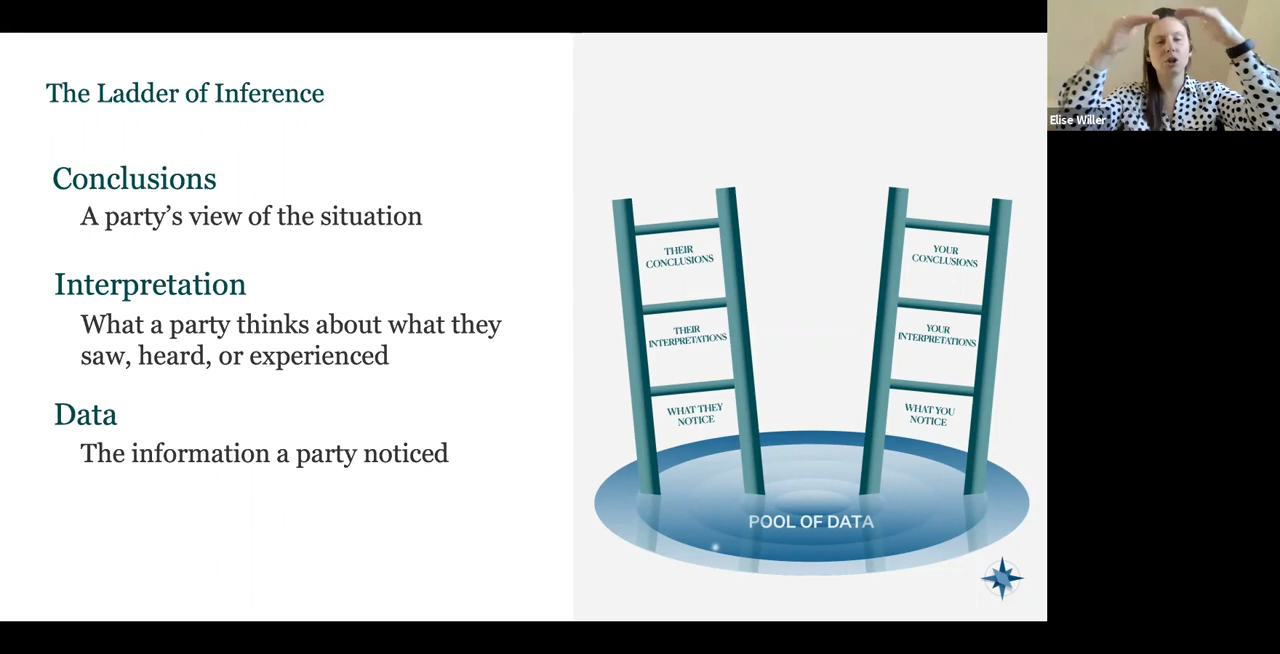 The Ladder of Inference
Conclusions
A party’s view of the situation
Interpretation
What a party thinks about what they
saw, heard, or experienced
Data
The information a party noticed
THEIR
CONCLUSIONS
THEIR
INTERPRETATIONS
WHAT THEY
NOTICE
YOUR
CONCLUSIONS
YOUR
INTERPRETATIONS
WHAT YOU
NOTICE
POOL OF DATA
Elise Willer